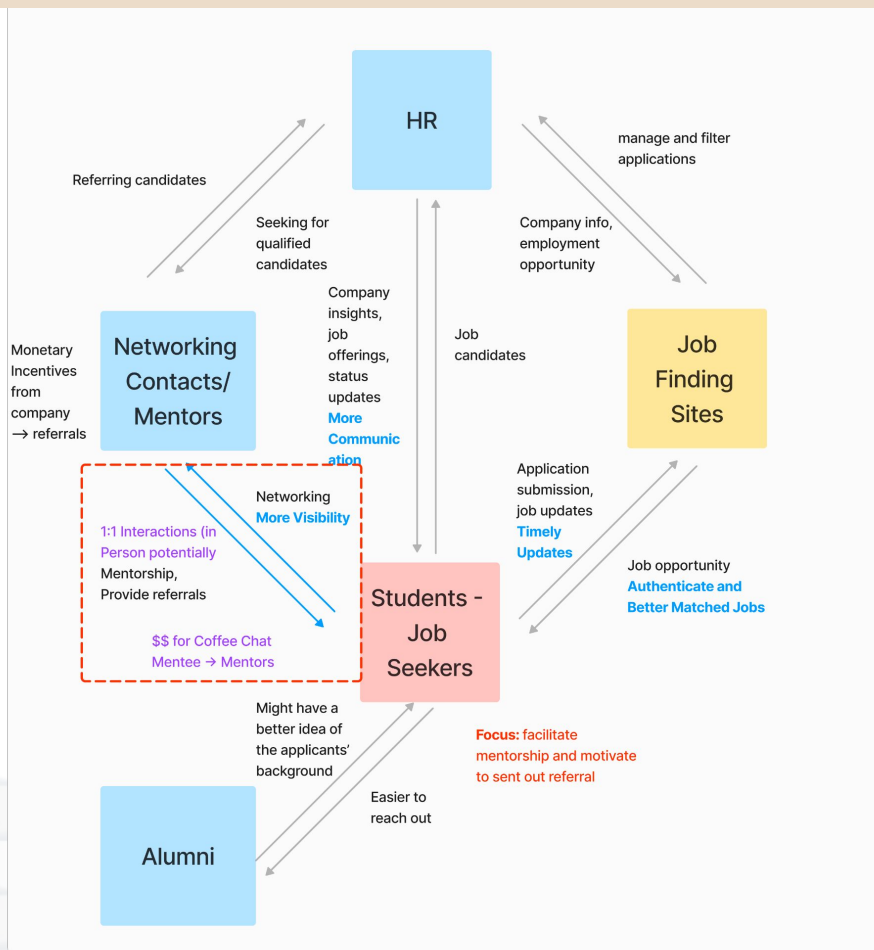 HR
manage and filter
applications
Referring candidates
Seeking for
qualified
candidates
Company info,
employment
opportunity
Company
insights,
job
offerings,
status
updates
More
Communic
ation
Job
candidates
Monetary
Incentives
from
company
→ referrals
Networking
Contacts/
Mentors
Job
Finding
Sites
Networking
More Visibility
1:1 Interactions (in
Person potentially
Mentorship,
Provide referrals
$$ for Coffee Chat
Mentee → Mentors
Application
submission,
job updates
Timely
Updates
Job opportunity
Authenticate and
Better Matched Jobs
Students -
Job
Seekers
Might have a
better idea of
the applicants’
background
Focus: facilitate
mentorship and motivate
to sent out referral
Easier to
reach out
Alumni